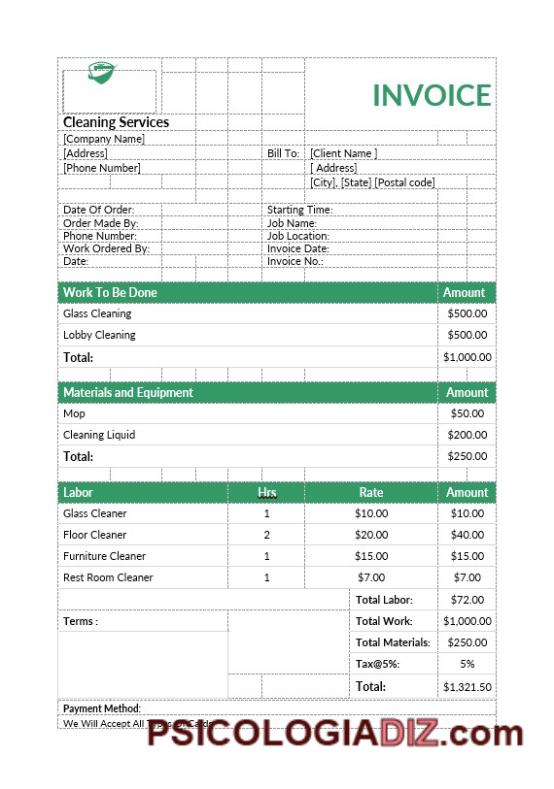 INVOICE
Cleaning Services
[Company Name]
[Address] Bill To: [Client Name ]
[Phone Number] [ Address]
[City], [State] [Postal code]
Date Of Order: Starting Time:
Order Made By: Job Name:
Phone Number: Job Location:
Work Ordered By: Invoice Date:
Date: Invoice No.:
Work To Be Done Amount
Glass Cleaning $500.00
Lobby Cleaning $500.00
Total: $1,000.00
Materials and Equipment Amount
Mop $50.00
Cleaning Liquid $200.00
Total: $250.00
Labor Hrs Rate Amount
Glass Cleaner 1 $10.00 $10.00
Floor Cleaner 2 $20.00 $40.00
Furniture Cleaner 1 $15.00 $15.00
Rest Room Cleaner 1 $7.00 $7.00
Total Labor: $72.00
Terms : Total Work: $1,000.00
Total Materials: $250.00
Tax@5%: 5%
Total: $1,321.50
Payment Method:
We Will Accept All Types Of Cards
PSICOLOGIADIZ.com